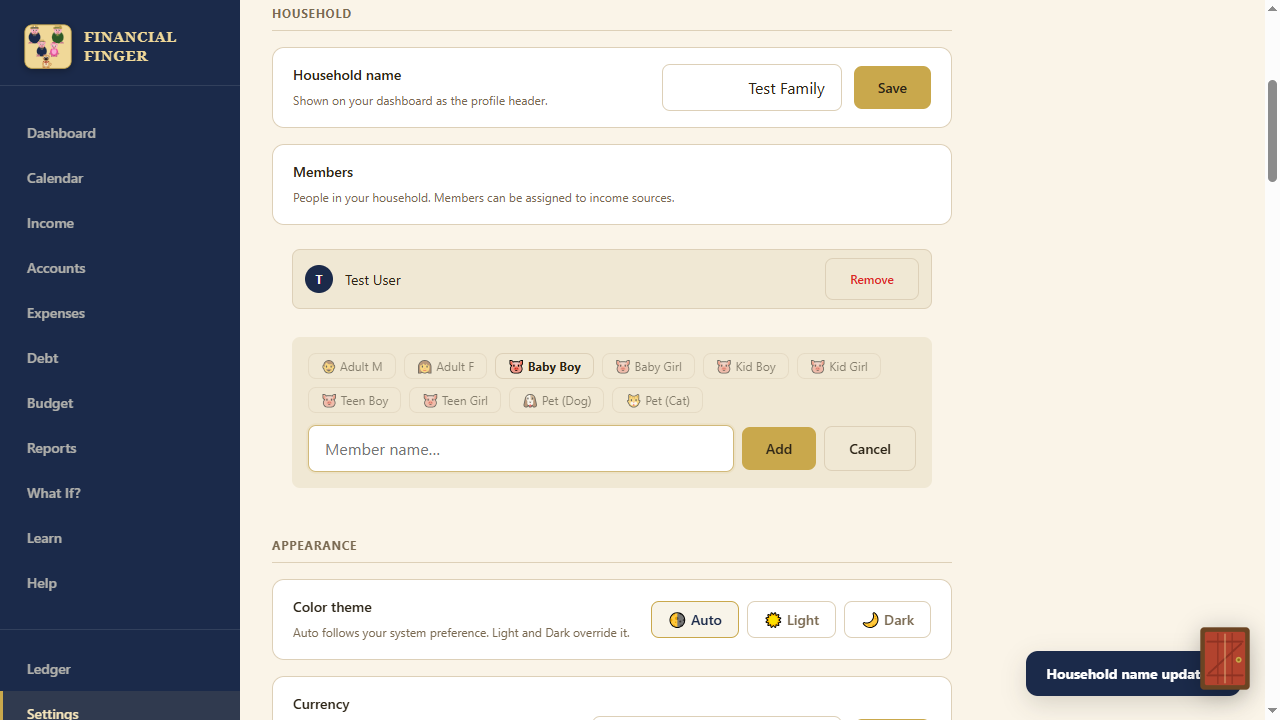 FINANCIAL
FINGER
Dashboard
Calendar
Income
Accounts
Expenses
Debt
Budget
Reports
What If?
Learn
Help
Ledger
Settings
HOUSEHOLD
Household name
Shown on your dashboard as the profile header.
Test Family
Save
Members
People in your household. Members can be assigned to income sources.
T
Test User
Remove
Adult M
Adult F
Baby Boy
Baby Girl
Kid Boy
Kid Girl
Teen Boy
Teen Girl
Pet (Dog)
Pet (Cat)
Member name...
Add
Cancel
APPEARANCE
Color theme
Auto follows your system preference. Light and Dark override it.
Auto
Light
Dark
Currency
Household name updat